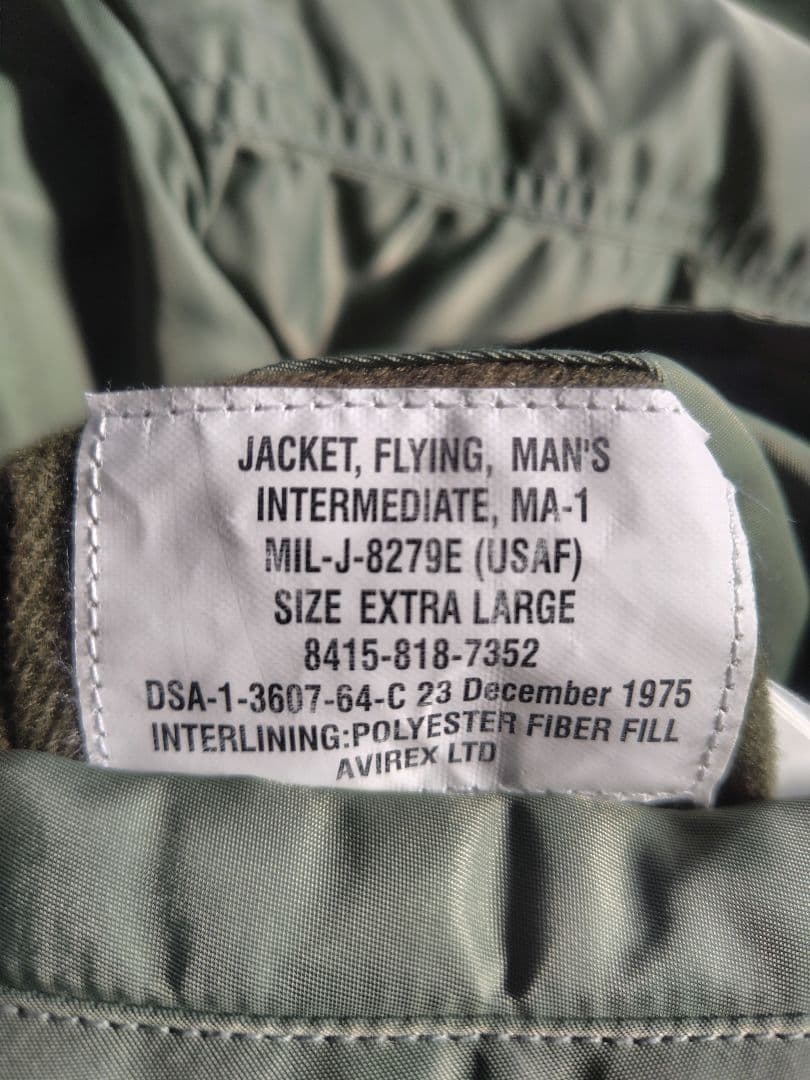 JACKET, FLYING, MAN'S
INTERMEDIATE, MA-1
MIL-J-8279E (USAF)
SIZE EXTRA LARGE
8415-818-7352
DSA-1-3607-64-C 23 December 1975
INTERLINING:POLYESTER FIBER FILL
AVIREX LTD